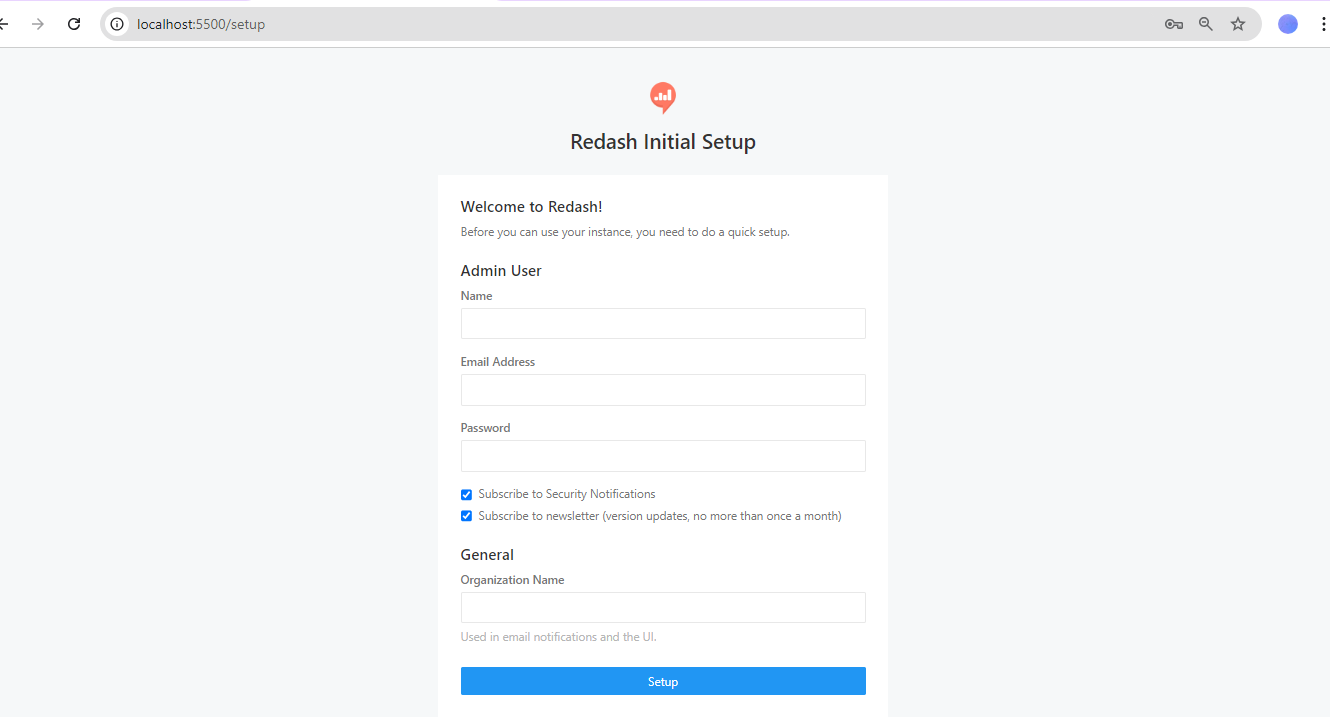 localhost:5500/setup
Redash Initial Setup
Welcome to Redash!
Before you can use your instance, you need to do a quick setup.
Admin User
Name
Email Address
Password
Subscribe to Security Notifications
Subscribe to newsletter (version updates, no more than once a month)
General
Organization Name
Used in email notifications and the UI.
Setup